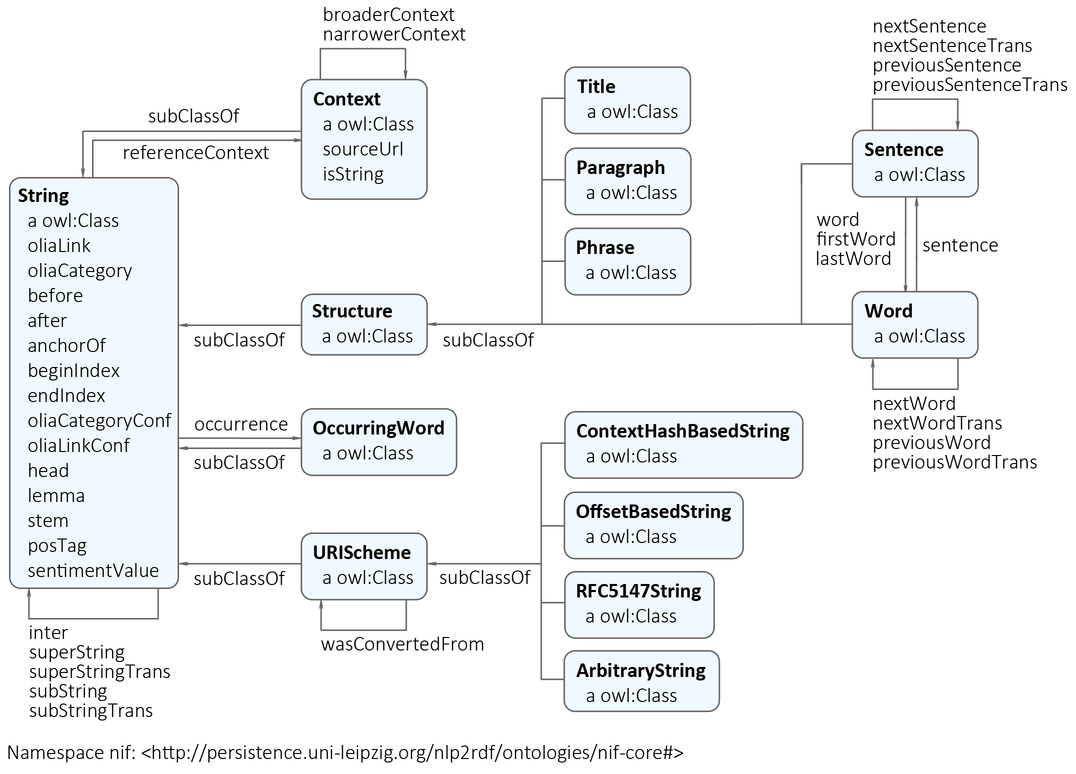 broaderContext
narrowerContext
Context
a owl:Class
sourceUrl
isString
subClassOf
referenceContext
String
a owl:Class
oliaLink
oliaCategory
before
after
anchorOf
beginIndex
endIndex
oliaCategoryConf
oliaLinkConf
head
lemma
stem
posTag
sentimentValue
inter
superString
superStringTrans
subString
subStringTrans
Structure
a owl:Class
subClassOf
subClassOf
occurrence
subClassOf
OccurringWord
a owl:Class
URIScheme
a owl:Class
subClassOf
subClassOf
wasConvertedFrom
Title
a owl:Class
Paragraph
a owl:Class
Phrase
a owl:Class
ContextHashBasedString
a owl:Class
OffsetBasedString
a owl:Class
RFC5147String
a owl:Class
ArbitraryString
a owl:Class
nextSentence
nextSentenceTrans
previousSentence
previousSentenceTrans
Sentence
a owl:Class
word
firstWord
lastWord
sentence
Word
a owl:Class
nextWord
nextWordTrans
previousWord
previousWordTrans
Namespace nif: <http://persistence.uni-leipzig.org/nlp2rdf/ontologies/nif-core#>